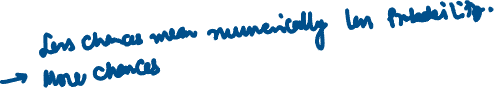 Less chances mean numerically less Probability.
→ More chances